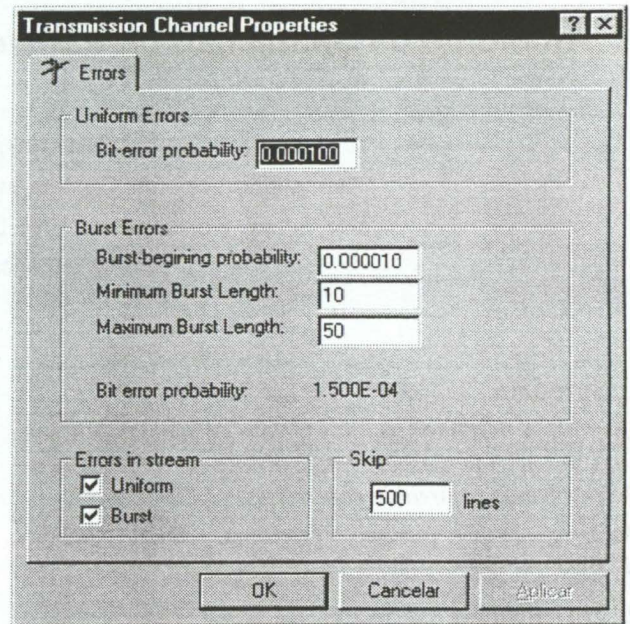 Transmission Channel Properties
Errors
Uniform Errors
Bit-error probability: 0.000100
Burst Errors
Burst-begining probability: 0.000010
Minimum Burst Length: 10
Maximum Burst Length: 50
Bit error probability: 1.500E-04
Errors in stream
Uniform
Burst
Skip
500 lines
OK Cancelar Aplicar